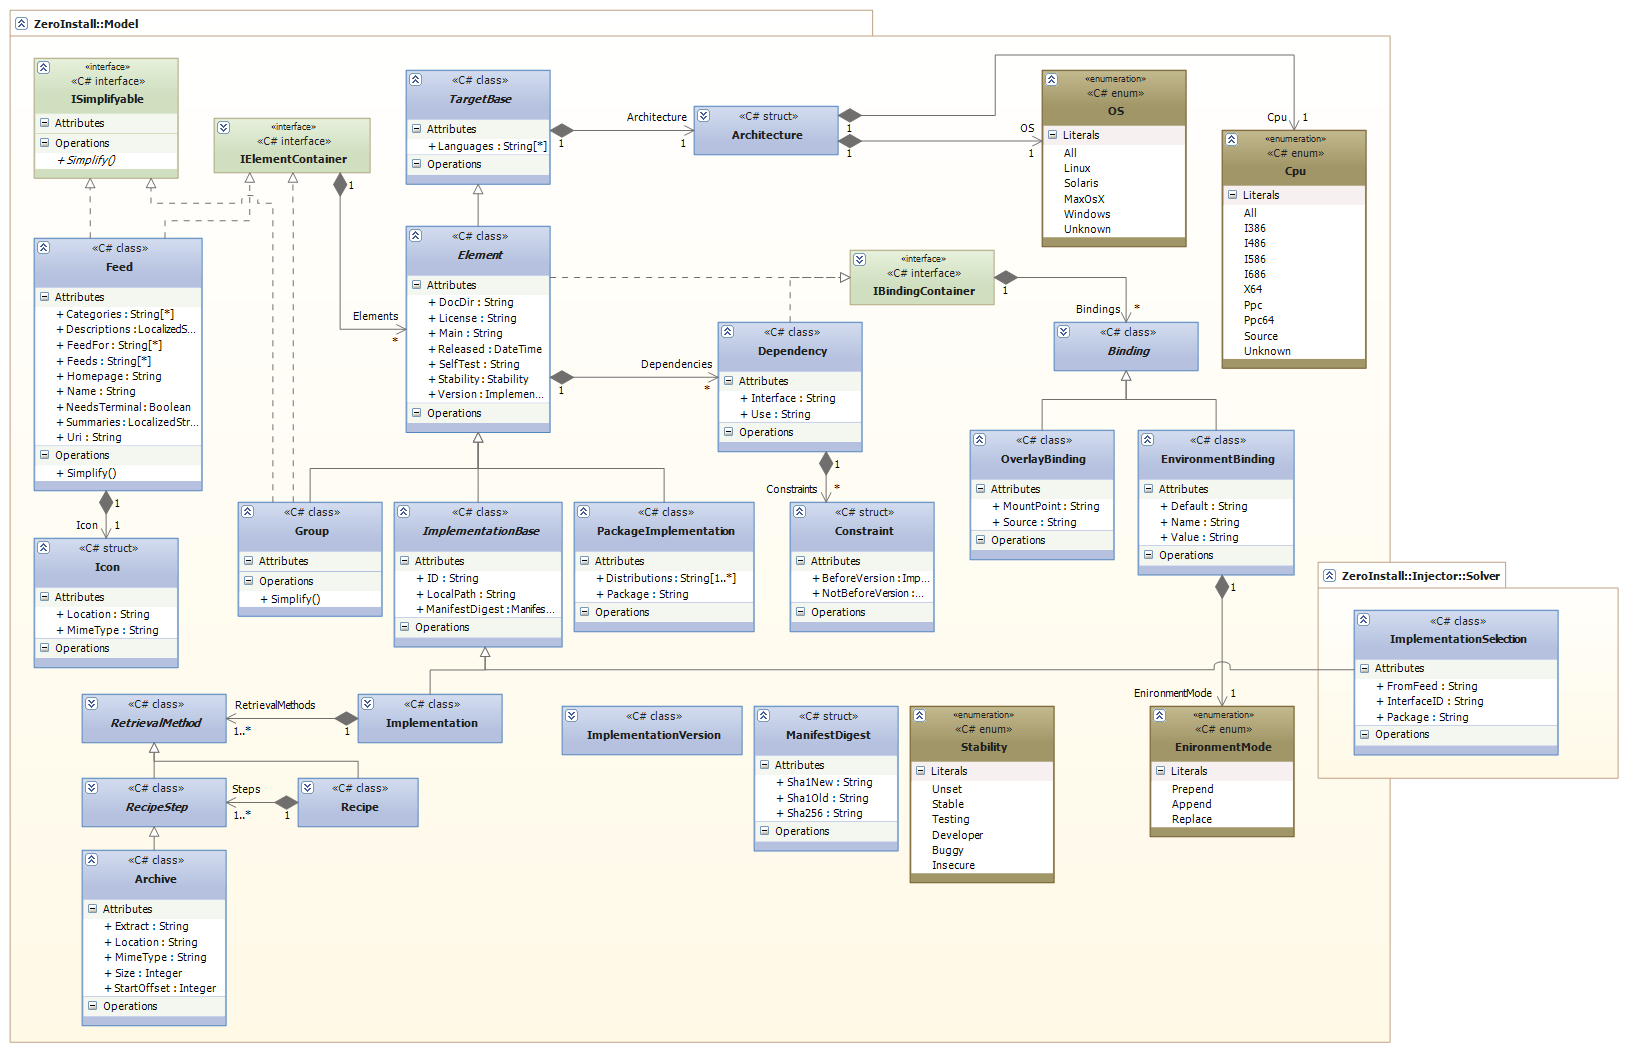 ZeroInstall::Model
«interface»
«C# interface»
ISimplifyable
Attributes
Operations
+ Simplify()
«interface»
«C# interface»
IElementContainer
1
Elements
*
«C# class»
TargetBase
Attributes
+ Languages : String[*]
Operations
Architecture
1
1
«C# struct»
Architecture
1
1
OS
1
Cpu
1
«enumeration»
«C# enum»
OS
Literals
All
Linux
Solaris
MaxOsX
Windows
Unknown
«enumeration»
«C# enum»
Cpu
Literals
All
I386
I486
I586
I686
X64
Ppc
Ppc64
Source
Unknown
«C# class»
Feed
Attributes
+ Categories : String[*]
+ Descriptions : LocalizedS...
+ FeedFor : String[*]
+ Feeds : String[*]
+ Homepage : String
+ Name : String
+ NeedsTerminal : Boolean
+ Summaries : LocalizedStr...
+ Uri : String
Operations
+ Simplify()
1
Icon
1
«C# struct»
Icon
Attributes
+ Location : String
+ MimeType : String
Operations
«C# class»
Element
Attributes
+ DocDir : String
+ License : String
+ Main : String
+ Released : DateTime
+ SelfTest : String
+ Stability : Stability
+ Version : Implemen...
Operations
1
Dependencies
*
«interface»
«C# interface»
IBindingContainer
1
Bindings
*
«C# class»
Dependency
Attributes
+ Interface : String
+ Use : String
Operations
1
Constraints
*
«C# class»
Binding
«C# class»
OverlayBinding
Attributes
+ MountPoint : String
+ Source : String
Operations
«C# class»
EnvironmentBinding
Attributes
+ Default : String
+ Name : String
+ Value : String
Operations
1
EnironmentMode
1
«C# class»
Group
Attributes
Operations
+ Simplify()
«C# class»
ImplementationBase
Attributes
+ ID : String
+ LocalPath : String
+ ManifestDigest : Manifes...
Operations
«C# class»
PackageImplementation
Attributes
+ Distributions : String[1..*]
+ Package : String
Operations
«C# struct»
Constraint
Attributes
+ BeforeVersion : Imp...
+ NotBeforeVersion : ...
Operations
ZeroInstall::Injector::Solver
«C# class»
ImplementationSelection
Attributes
+ FromFeed : String
+ InterfaceID : String
+ Package : String
Operations
«C# class»
RetrievalMethod
RetrievalMethods
1..*
1
«C# class»
Implementation
«C# class»
RecipeStep
Steps
1..*
1
«C# class»
Recipe
«C# class»
Archive
Attributes
+ Extract : String
+ Location : String
+ MimeType : String
+ Size : Integer
+ StartOffset : Integer
Operations
«C# class»
ImplementationVersion
«C# struct»
ManifestDigest
Attributes
+ Sha1New : String
+ Sha1Old : String
+ Sha256 : String
Operations
«enumeration»
«C# enum»
Stability
Literals
Unset
Stable
Testing
Developer
Buggy
Insecure
«enumeration»
«C# enum»
EnironmentMode
Literals
Prepend
Append
Replace